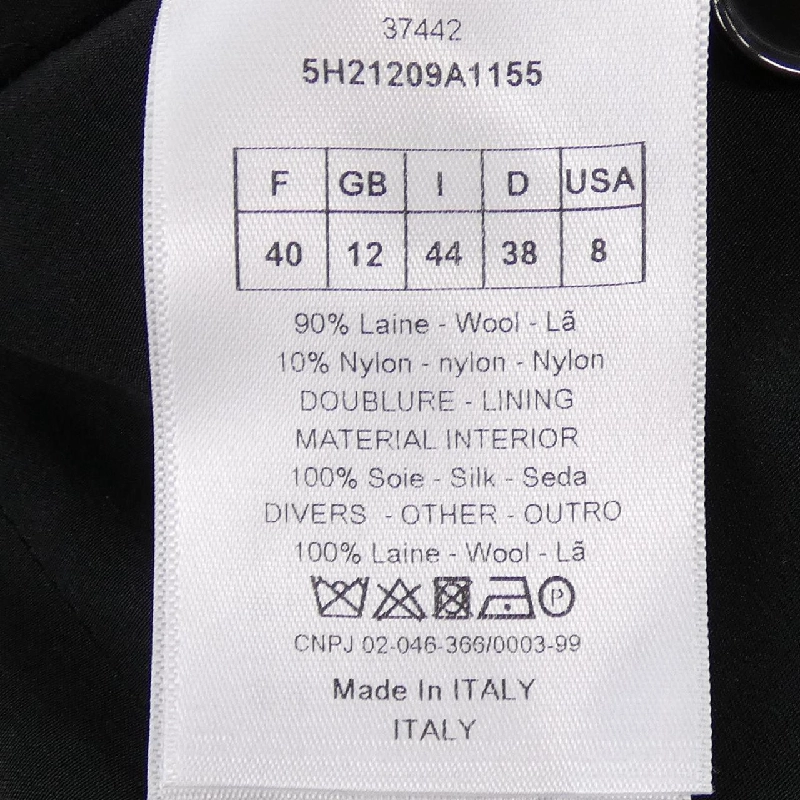 37442
5H21209A1155
F GB I D USA
40 12 44 38 8
90% Laine - Wool - Lã
10% Nylon - nylon - Nylon
DOUBLURE - LINING
MATERIAL INTERIOR
100% Soie - Silk - Seda
DIVERS - OTHER - OUTRO
100% Laine - Wool - Lã
P
CNPJ 02-046-366/0003-99
Made In ITALY
ITALY